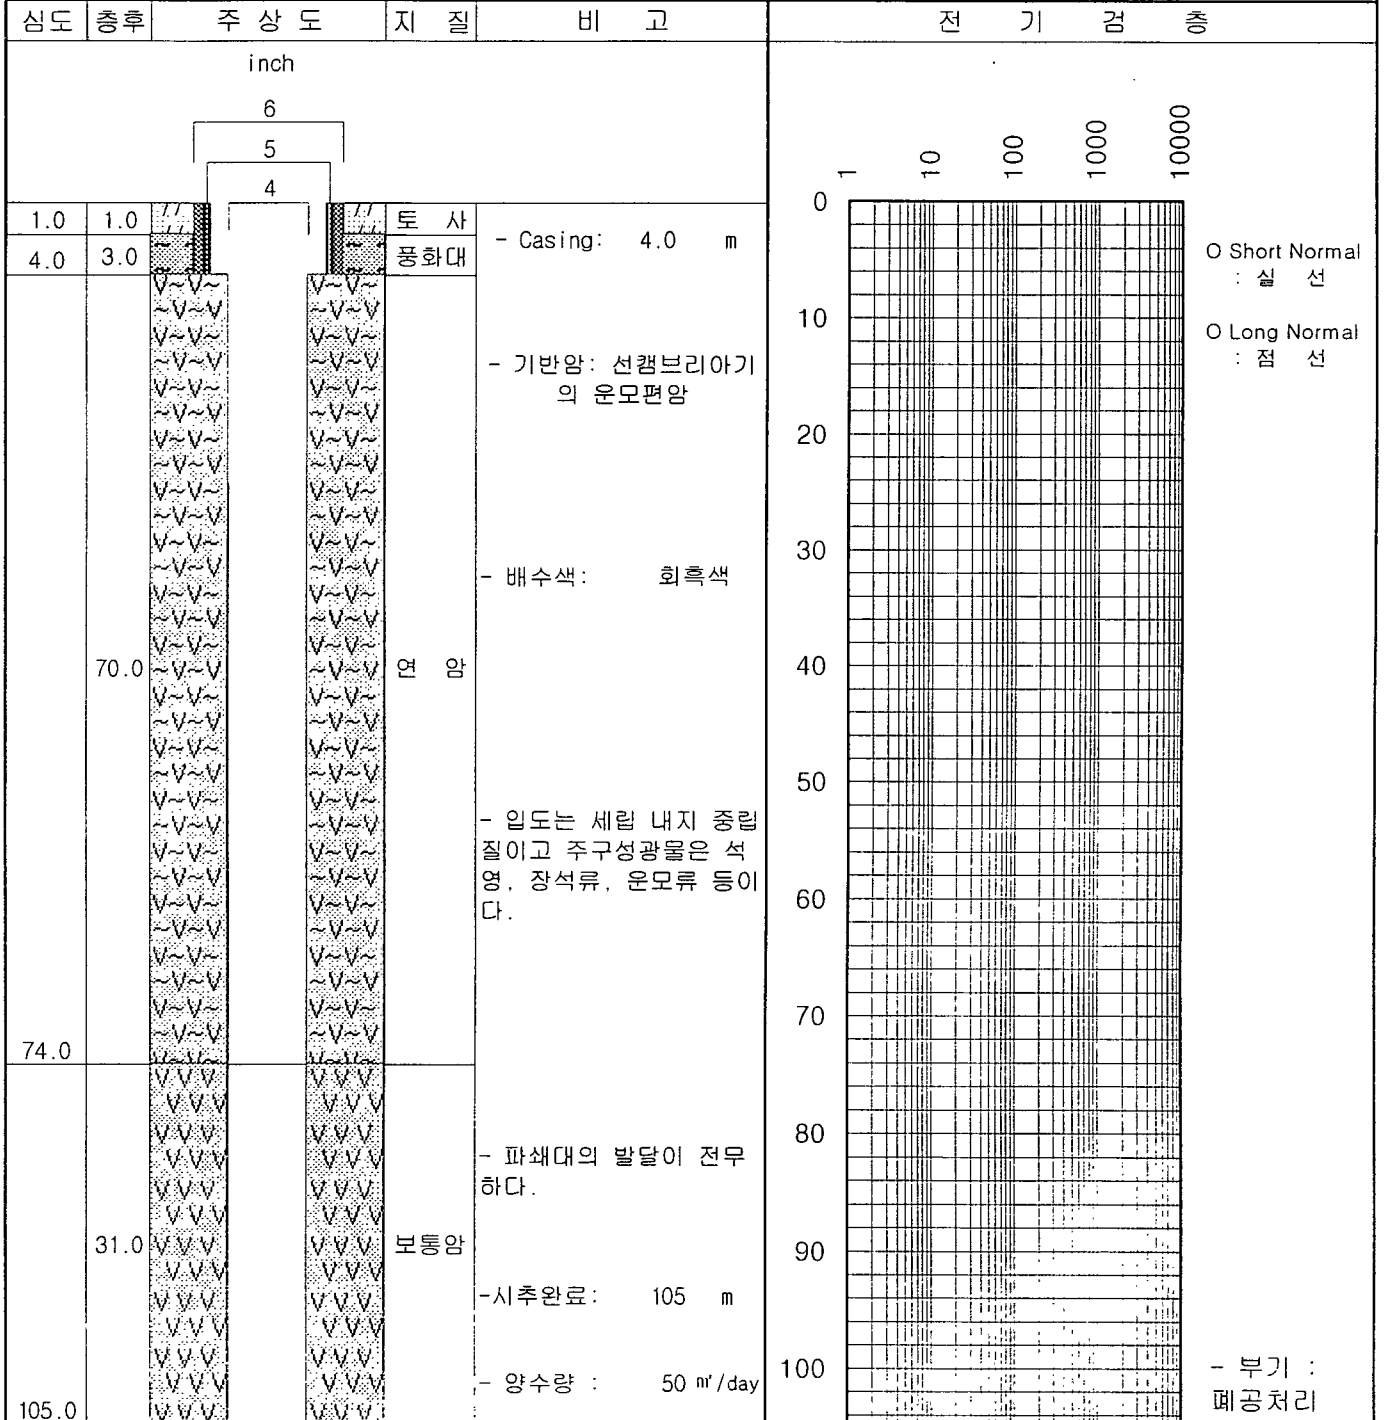 심도 층후 주 상 도 지 질 비 고 전 기 검 층
inch
6
5
4
1 10 100 1000 10000
1.0 1.0 토 사
- Casing: 4.0 m
4.0 3.0 풍화대
O Short Normal
: 실 선
O Long Normal
: 점 선
- 기반암: 선캠브리아기
의 운모편암
- 배수색: 회흑색
70.0 연 암
- 입도는 세립 내지 중립
질이고 주구성광물은 석
영, 장석류, 운모류 등이
다.
74.0
- 파쇄대의 발달이 전무
하다.
31.0 보통암
-시추완료: 105 m
- 양수량 : 50 ㎥/day
105.0
0
10
20
30
40
50
60
70
80
90
100
- 부기 :
폐공처리